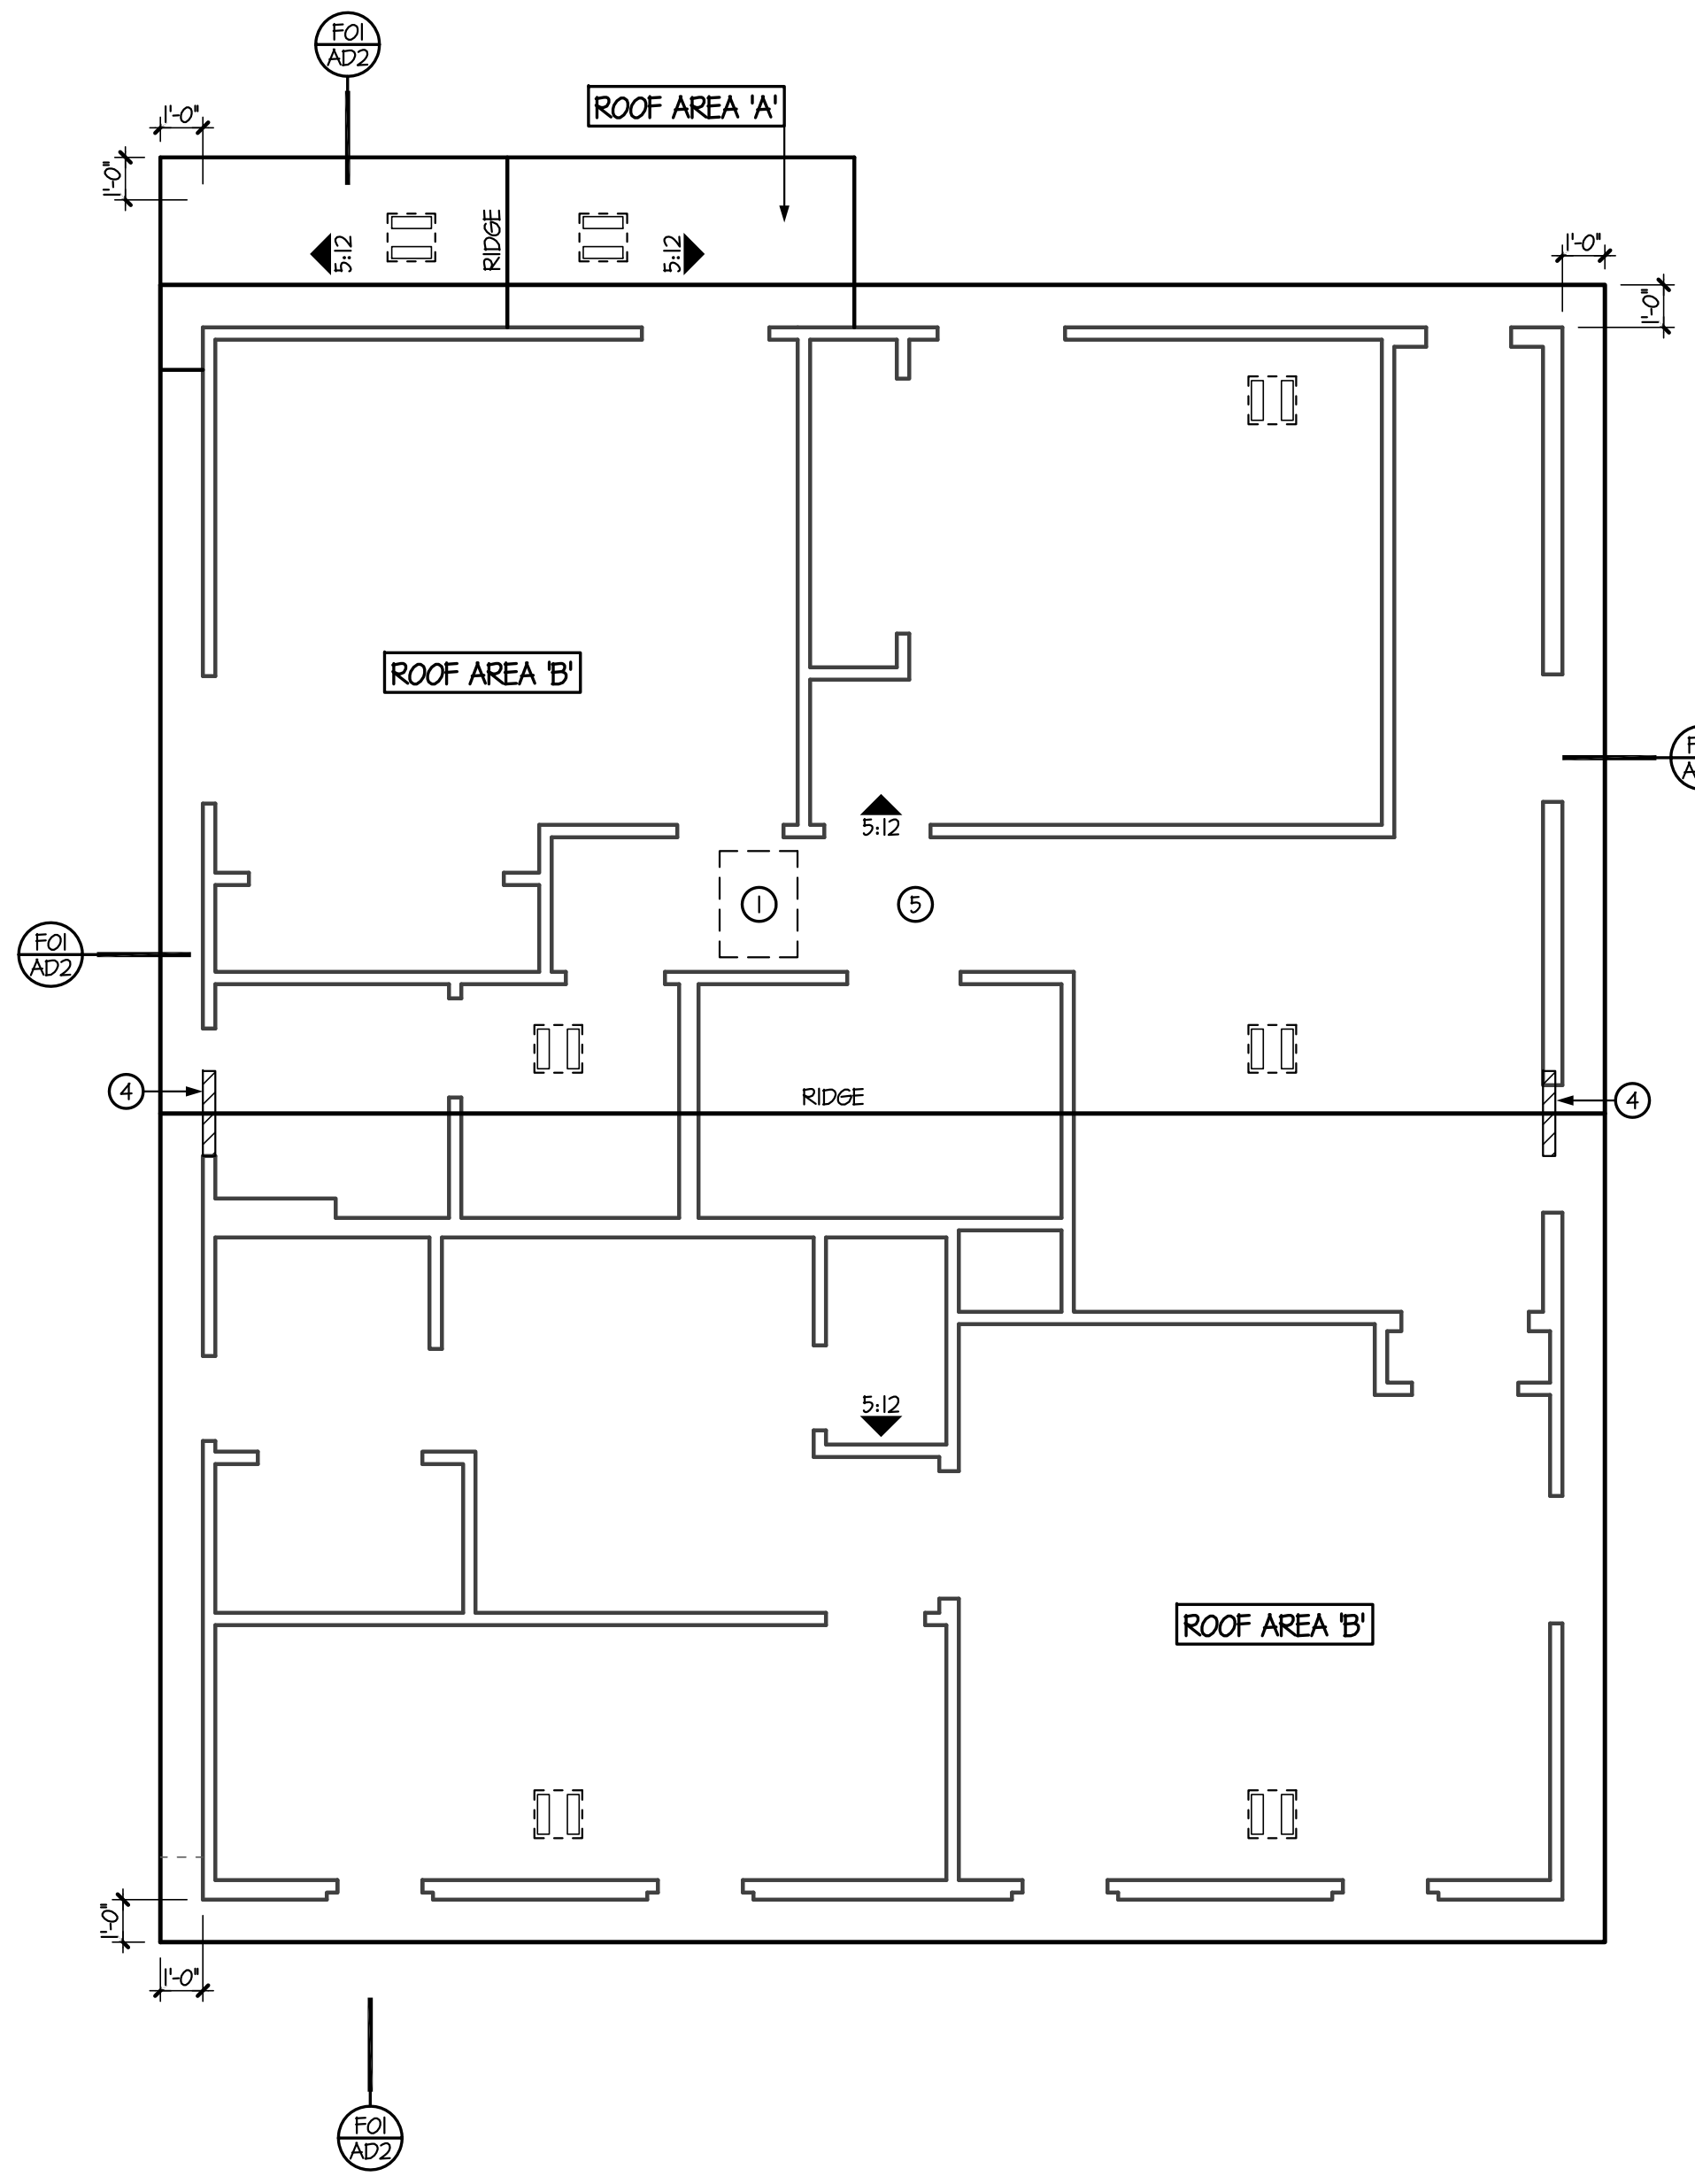 F01
AD2
ROOF AREA 'A'
1'-0"
1'-0"
5:12
RIDGE
5:12
1'-0"
1'-0"
ROOF AREA 'B'
5:12
1
5
F01
AD2
4
RIDGE
4
5:12
ROOF AREA 'B'
1'-0"
1'-0"
F01
AD2